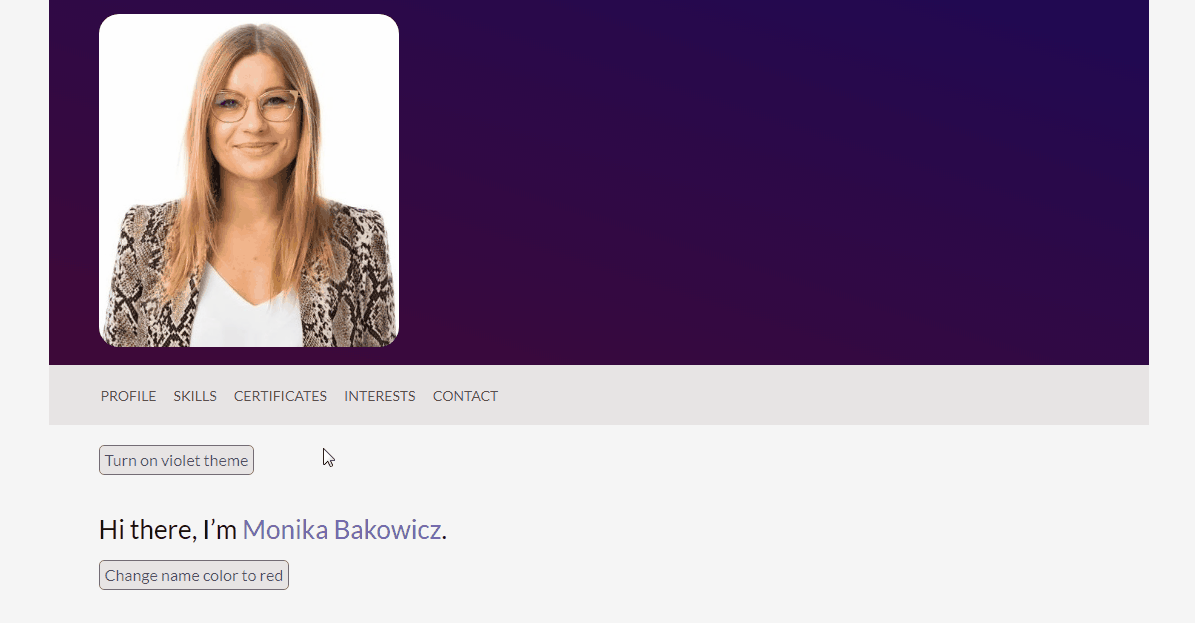 PROFILE SKILLS CERTIFICATES INTERESTS CONTACT
Turn on violet theme
Hi there, I’m Monika Bakowicz.
Change name color to red